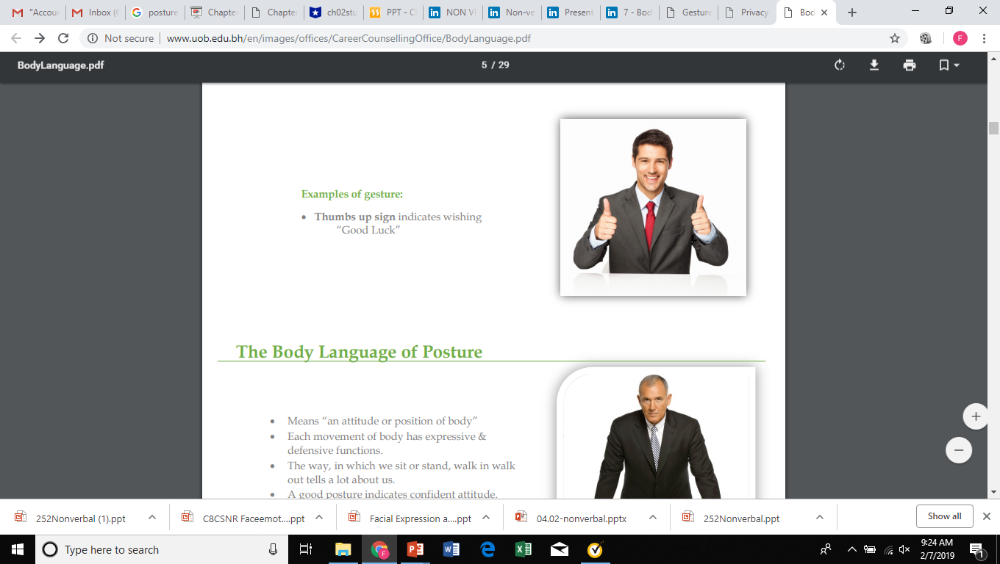 "Accou
Inbox (6
posture
Chapter
Chapte
ch02stu
PPT - C
NON VI
Non-ve
Present
7 - Bod
Gesture
Privacy
Bod
Not secure | www.uob.edu.bh/en/images/offices/CareerCounsellingOffice/BodyLanguage.pdf
F
BodyLanguage.pdf
5 / 29
Examples of gesture:
• Thumbs up sign indicates wishing
“Good Luck”
The Body Language of Posture
• Means “an attitude or position of body”
• Each movement of body has expressive &
defensive functions.
• The way, in which we sit or stand, walk in walk
out tells a lot about us.
• A good posture indicates confident attitude.
252Nonverbal (1).ppt
C8CSNR Faceemot....ppt
Facial Expression a....ppt
04.02-nonverbal.pptx
252Nonverbal.ppt
Show all
Type here to search
9:24 AM
2/7/2019
1